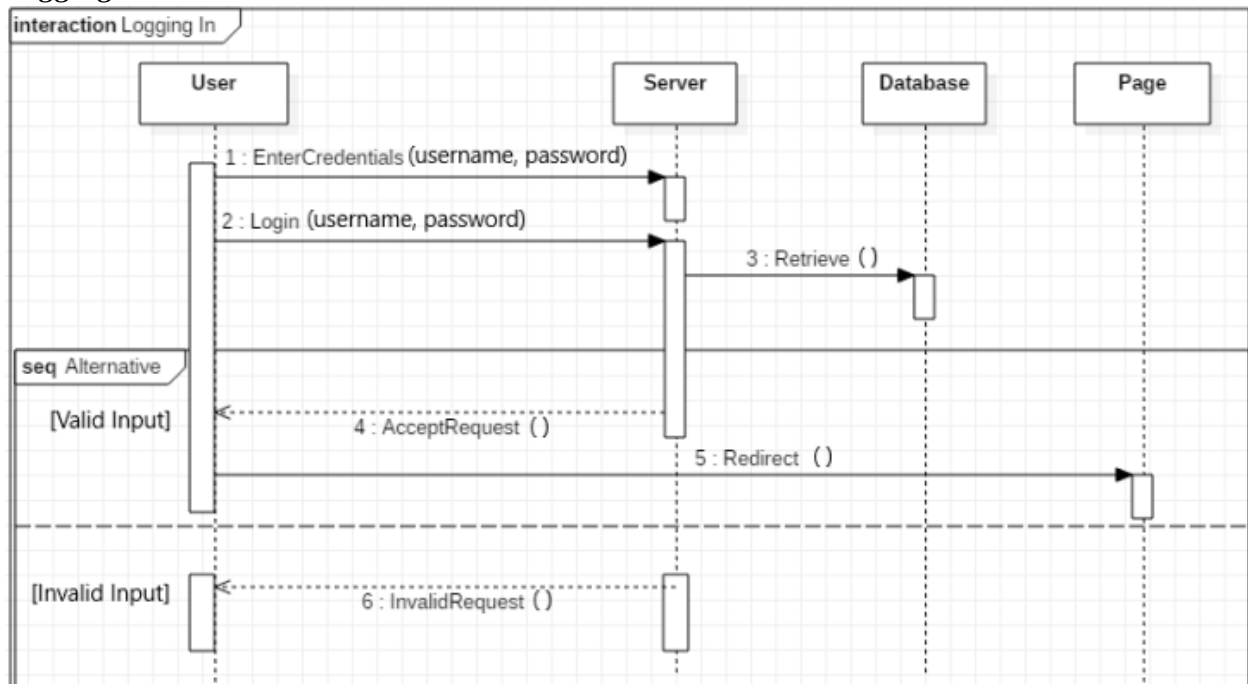 interaction Logging In
User
Server
Database
Page
1 : EnterCredentials (username, password)
2 : Login (username, password)
3 : Retrieve ()
seq Alternative
[Valid Input]
4 : AcceptRequest ()
5 : Redirect ()
[Invalid Input]
6 : InvalidRequest ()